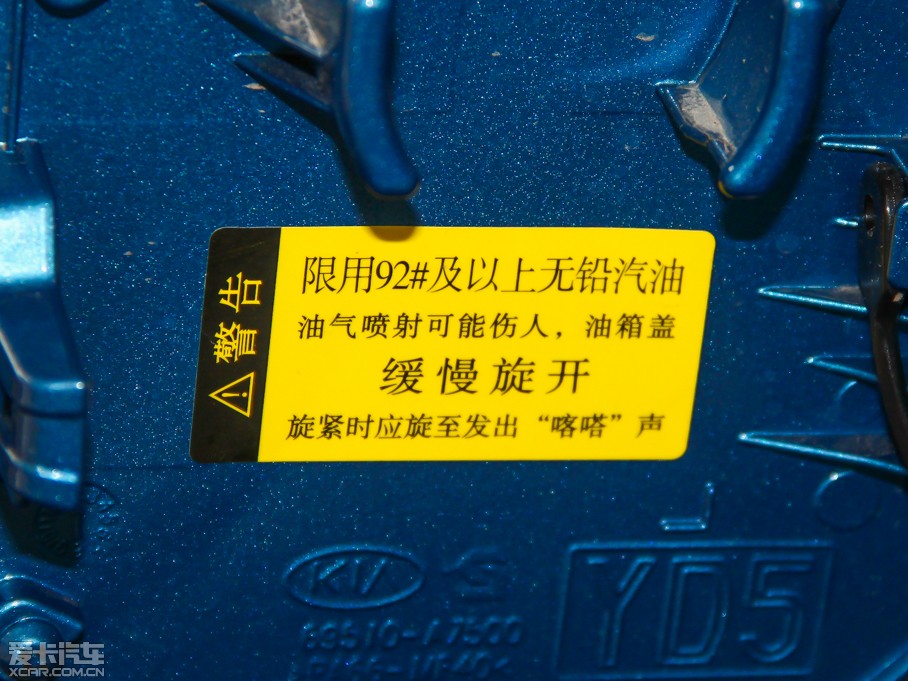 警告
限用92#及以上无铅汽油
油气喷射可能伤人，油箱盖
缓慢旋开
旋紧时应旋至发出“喀嗒”声
YD5
爱卡汽车
XCAR.COM.CN